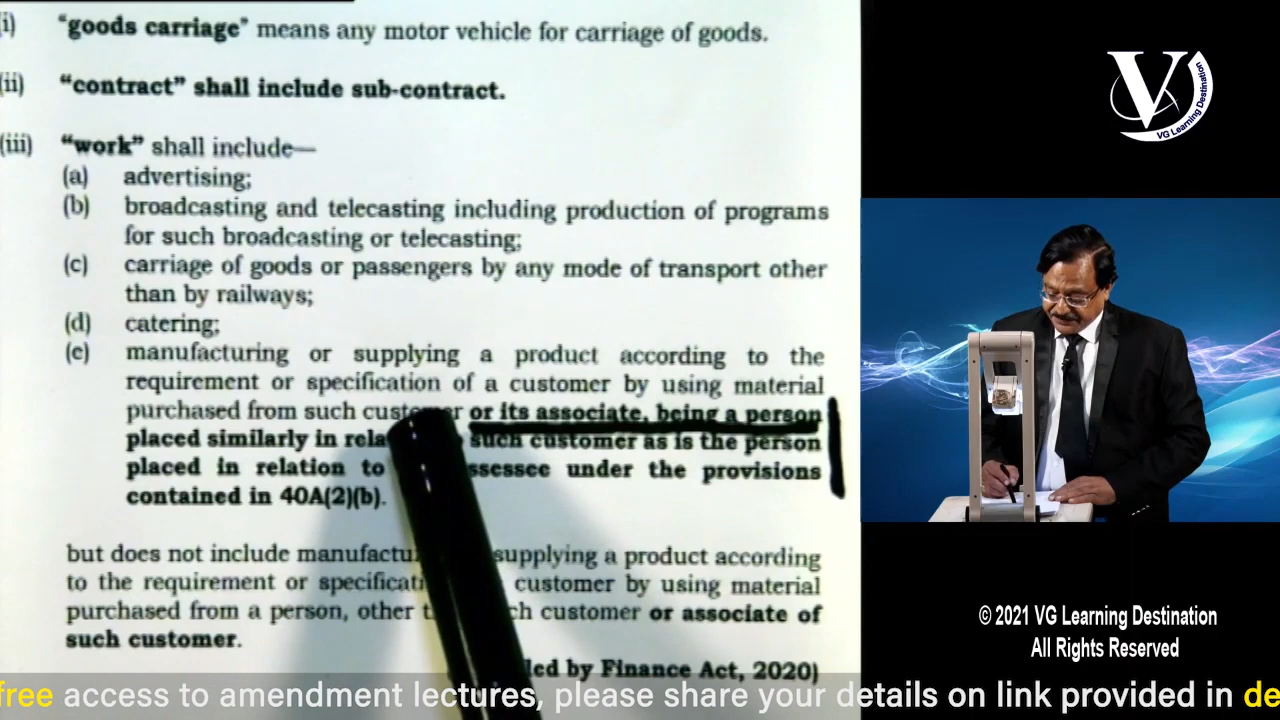 (i) "goods carriage" means any motor vehicle for carriage of goods.
(ii) "contract" shall include sub-contract.
(iii) "work" shall include—
(a) advertising;
(b) broadcasting and telecasting including production of programs
for such broadcasting or telecasting;
(c) carriage of goods or passengers by any mode of transport other
than by railways;
(d) catering;
(e) manufacturing or supplying a product according to the
requirement or specification of a customer by using material
purchased from such customer or its associate, being a person
placed similarly in such customer as is the person
placed in relation to under the provisions
contained in 40A(2)(b).
but does not include supplying a product according
to the requirement or customer by using material
purchased from a person, other customer or associate of
such customer.
by Finance Act, 2020)
V
VG Learning Destination
© 2021 VG Learning Destination
All Rights Reserved
free access to amendment lectures, please share your details on link provided in de